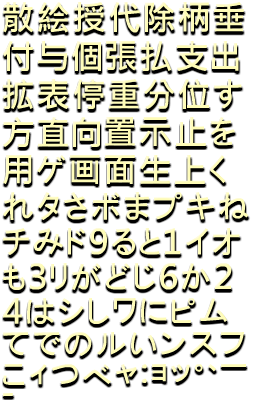 散絵授代除柄垂
付与個張払支出
拡表停重分位す
方直向置示止を
用ゲ画面生上く
れタさボまプキね
チみド9ると1イオ
も3リがどじ6か2
4はシしワにピム
てでのルいンスフ
こィつベャ:ョッ°、一
-